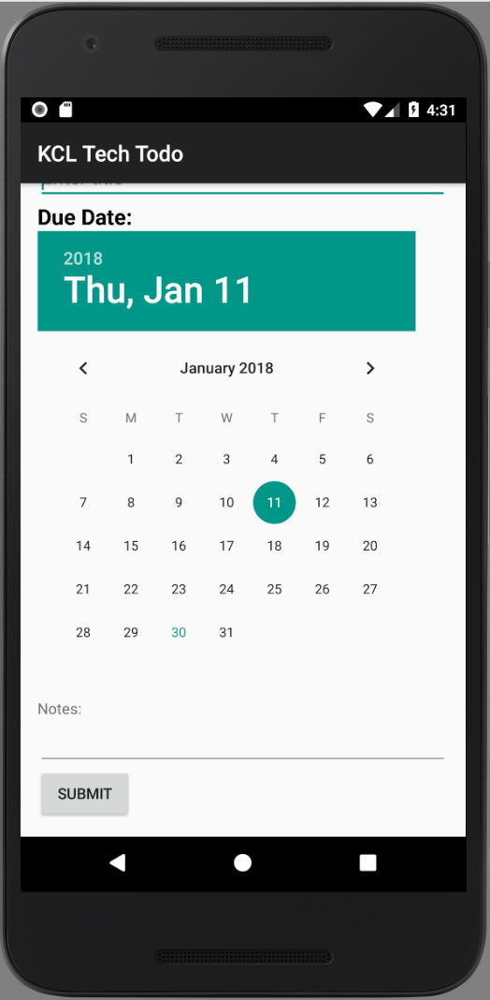 4:31
KCL Tech Todo
Due Date:
2018
Thu, Jan 11
January 2018
S M T W T F S
1 2 3 4 5 6
7 8 9 10 11 12 13
14 15 16 17 18 19 20
21 22 23 24 25 26 27
28 29 30 31
Notes:
SUBMIT